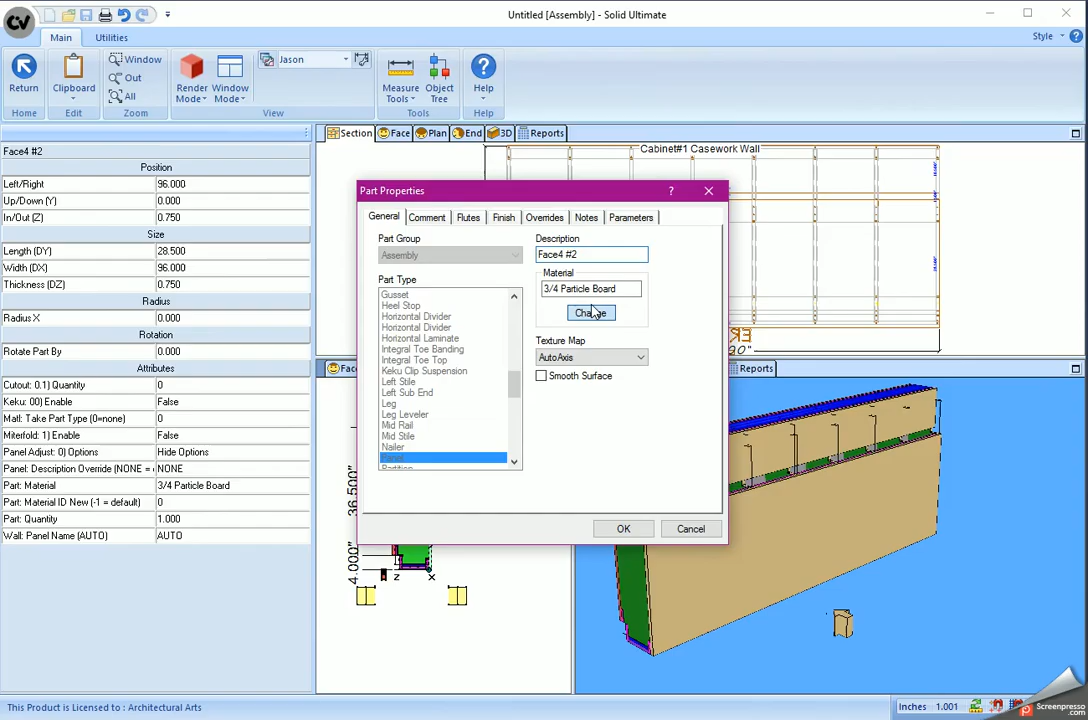 CV
Untitled [Assembly] - Solid Ultimate
Main
Utilities
Style
Return
Clipboard
Window
Out
All
Render
Mode
Window
Mode
Jason
Measure
Tools
Object
Tree
Help
Home
Edit
Zoom
View
Tools
Help
Face4 #2
Position
Left/Right 96.000
Up/Down (Y) 0.000
In/Out (Z) 0.750
Size
Length (DY) 28.500
Width (DX) 96.000
Thickness (DZ) 0.750
Radius
Radius X 0.000
Rotation
Rotate Part By 0.000
Attributes
Cutout: 0.1) Quantity 0
Keku: 00) Enable False
Matl: Take Part Type (0=none) 0
Miterfold: 1) Enable False
Panel Adjust: 0) Options Hide Options
Panel: Description Override (NONE = NONE
Part: Material 3/4 Particle Board
Part: Material ID New (-1 = default) 0
Part: Quantity 1.000
Wall: Panel Name (AUTO) AUTO
Section
Face
Plan
End
3D
Reports
Cabinet#1 Casework Wall
Part Properties
?
General
Comment
Flutes
Finish
Overrides
Notes
Parameters
Part Group
Assembly
Part Type
Gusset
Heel Stop
Horizontal Divider
Horizontal Divider
Horizontal Laminate
Integral Toe Banding
Integral Toe Top
Keku Clip Suspension
Left Stile
Left Sub End
Leg
Leg Leveler
Mid Rail
Mid Stile
Nailer
Panel
Partition
Description
Face4 #2
Material
3/4 Particle Board
Change
Texture Map
AutoAxis
Smooth Surface
OK
Cancel
Reports
36.500"
4.000"
Z
X
This Product is Licensed to : Architectural Arts
Inches
1.001
Screenpresso
.com